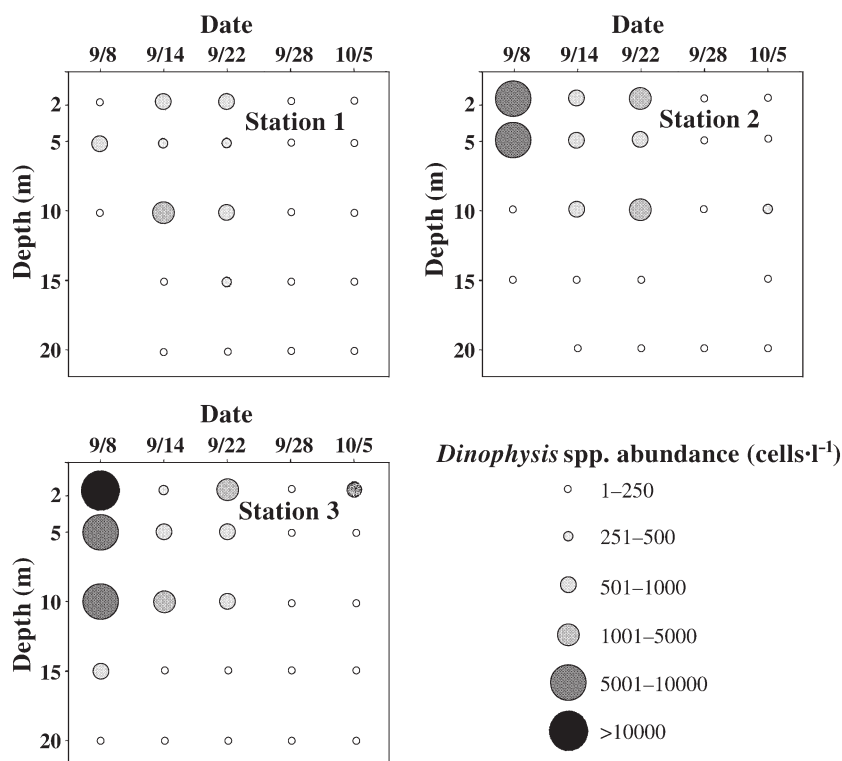 Date
9/8 9/14 9/22 9/28 10/5
Station 1
Depth (m)
2
5
10
15
20
Date
9/8 9/14 9/22 9/28 10/5
Station 2
Depth (m)
2
5
10
15
20
Date
9/8 9/14 9/22 9/28 10/5
Station 3
Depth (m)
2
5
10
15
20
Dinophysis spp. abundance (cells·l⁻¹)
1–250
251–500
501–1000
1001–5000
5001–10000
>10000